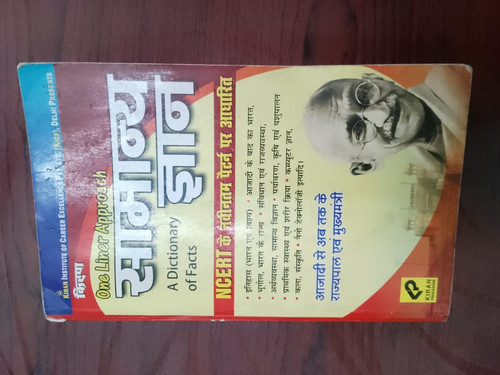 KIRAN INSTITUTE OF CAREER EXCELLENCE PVT. LTD. (KICE), DELHI PRESENTS
किरण
One Liner Approach
सामान्य
ज्ञान
A Dictionary
of Facts
NCERT के नवीनतम पैटर्न पर आधारित
• इतिहास (भारत एवं विश्व) • आजादी के बाद का भारत,
• भूगोल, भारत के राज्य • संविधान एवं राजव्यवस्था,
• अर्थव्यवस्था, सामान्य विज्ञान • पर्यावरण, कृषि एवं पशुपालन
• प्राथमिक स्वास्थ्य एवं शरीर क्रिया • कम्प्यूटर ज्ञान,
• कला, संस्कृति • नैनो टेक्नोलॉजी इत्यादि।
आजादी से अब तक के
राज्यपाल एवं मुख्यमंत्री
KIRAN